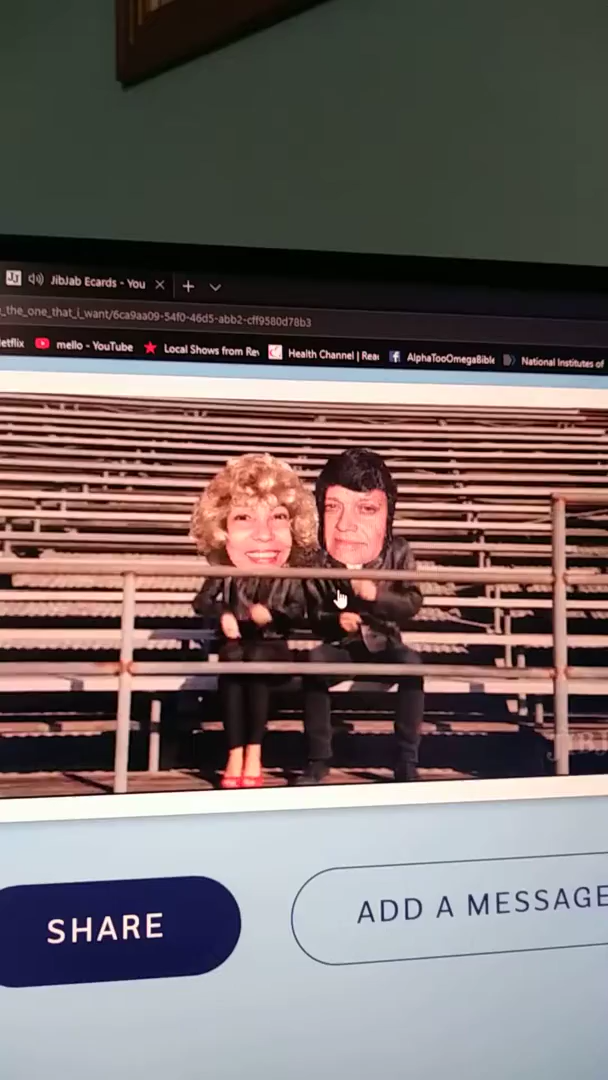 JJ JibJab Ecards - You
_the_one_that_i_want/6ca9aa09-54f0-46d5-abb2-cff9580d78b3
etflix mello - YouTube Local Shows from Re Health Channel | Rea AlphaTooOmegaBible National Institutes of
SHARE
ADD A MESSAGE